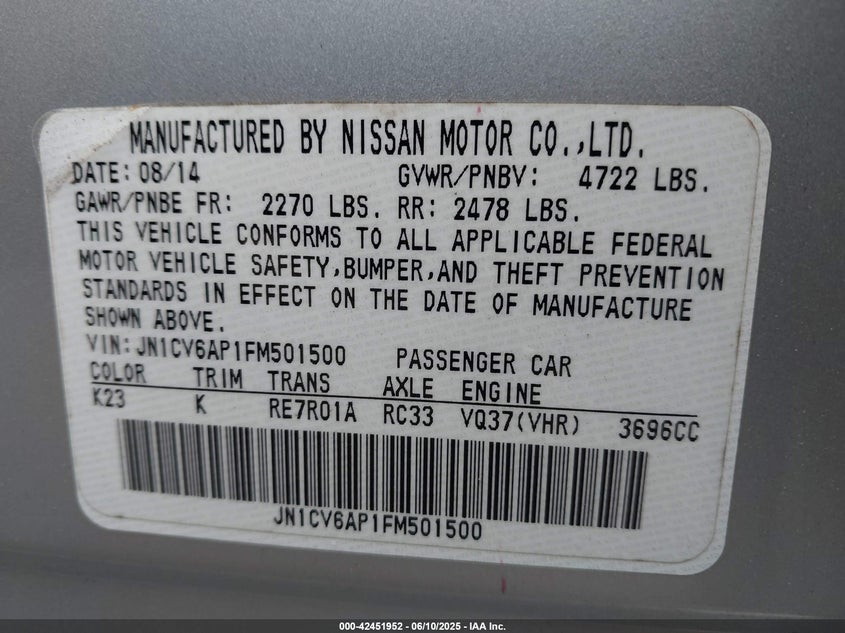 MANUFACTURED BY NISSAN MOTOR CO.,LTD.
DATE: 08/14 GVWR/PNBV: 4722 LBS.
GAWR/PNBE FR: 2270 LBS. RR: 2478 LBS.
THIS VEHICLE CONFORMS TO ALL APPLICABLE FEDERAL
MOTOR VEHICLE SAFETY,BUMPER,AND THEFT PREVENTION
STANDARDS IN EFFECT ON THE DATE OF MANUFACTURE
SHOWN ABOVE.
VIN:JN1CV6AP1FM501500 PASSENGER CAR
COLOR TRIM TRANS AXLE ENGINE
K23 K RE7R01A RC33 VQ37(VHR) 3696CC
JN1CV6AP1FM501500
000-42451952 - 06/10/2025 - IAA Inc.